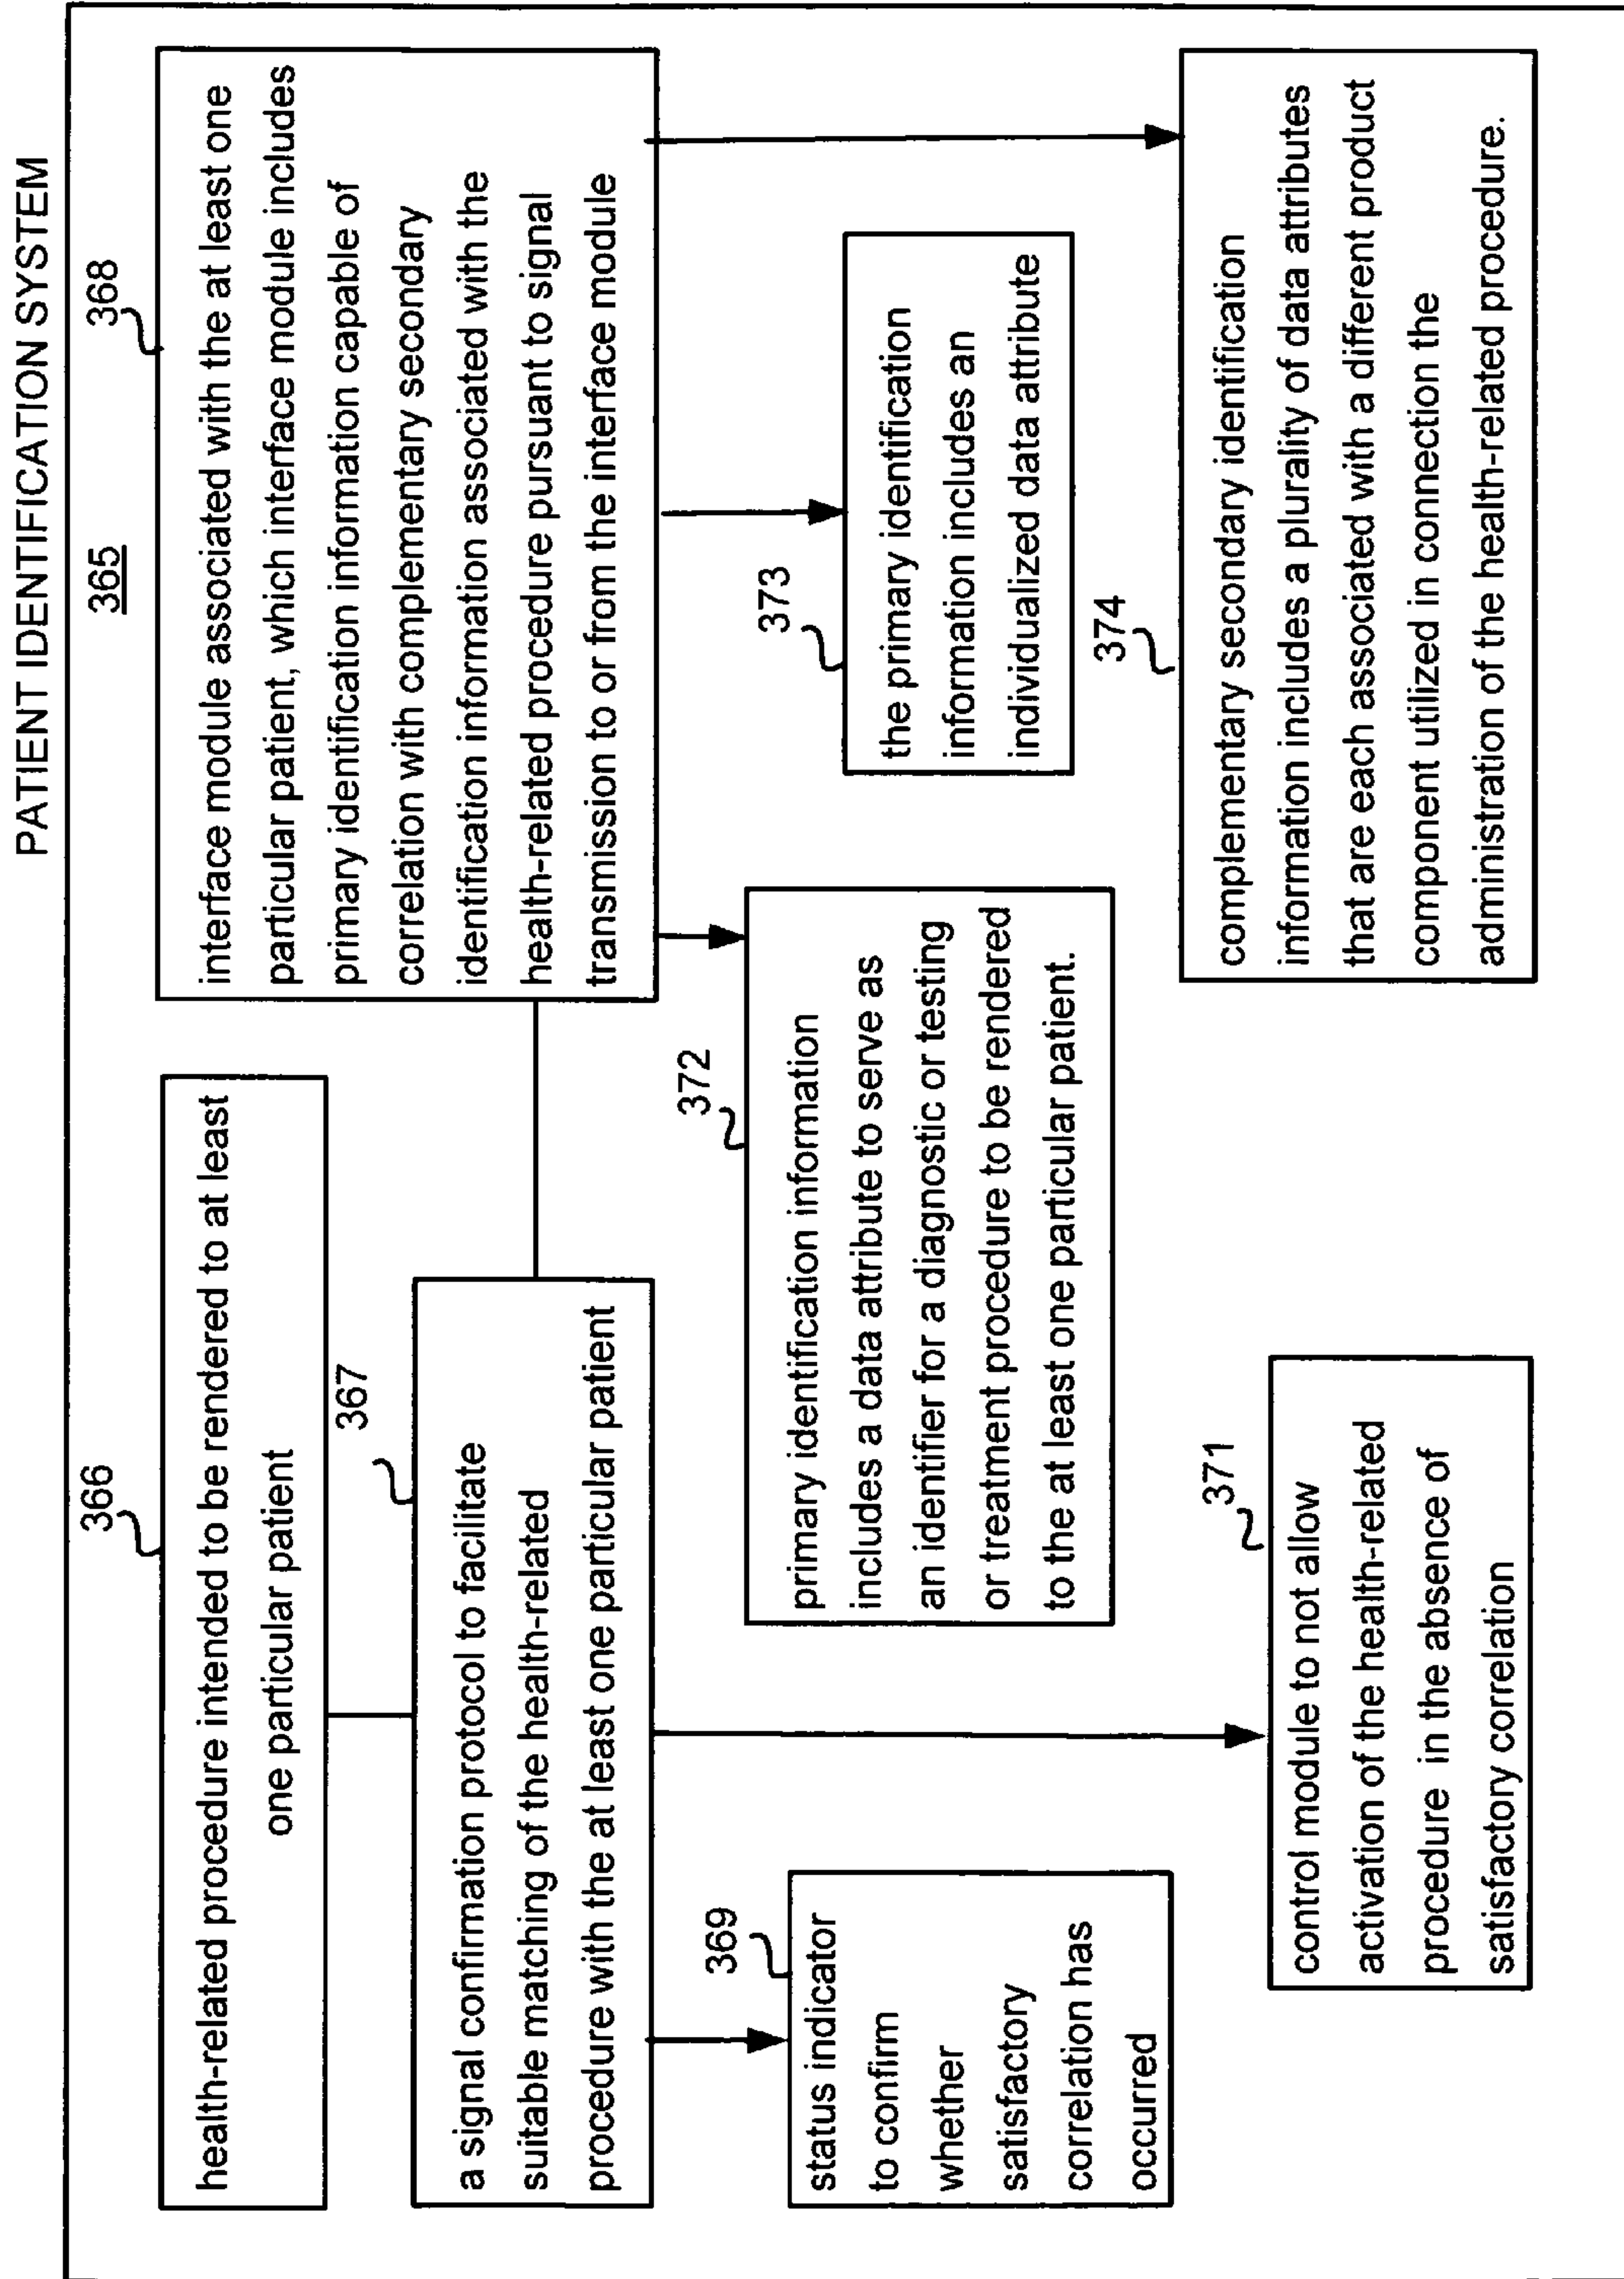 PATIENT IDENTIFICATION SYSTEM
365
366
health-related procedure intended to be rendered to at least
one particular patient
368
interface module associated with the at least one
particular patient, which interface module includes
primary identification information capable of
correlation with complementary secondary
identification information associated with the
health-related procedure pursuant to signal
transmission to or from the interface module
367
a signal confirmation protocol to facilitate
suitable matching of the health-related
procedure with the at least one particular patient
369
status indicator
to confirm
whether
satisfactory
correlation has
occurred
371
control module to not allow
activation of the health-related
procedure in the absence of
satisfactory correlation
372
primary identification information
includes a data attribute to serve as
an identifier for a diagnostic or testing
or treatment procedure to be rendered
to the at least one particular patient.
373
the primary identification
information includes an
individualized data attribute
374
complementary secondary identification
information includes a plurality of data attributes
that are each associated with a different product
component utilized in connection the
administration of the health-related procedure.